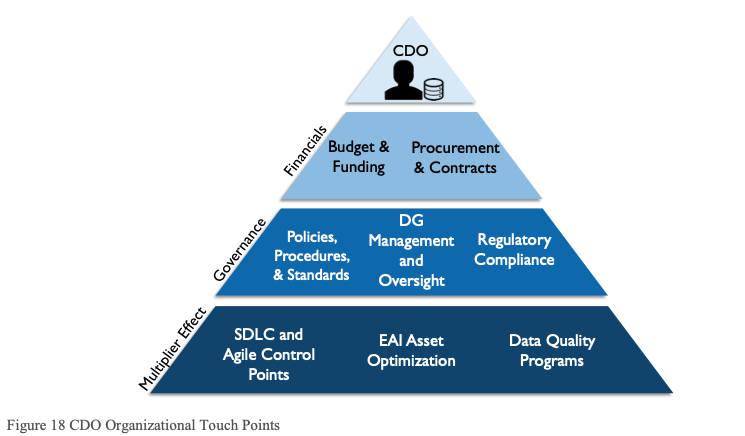 CDO
Financials
Budget &
Funding
Procurement
& Contracts
Governance
Policies,
Procedures,
& Standards
DG
Management
and
Oversight
Regulatory
Compliance
Multiplier Effect
SDLC and
Agile Control
Points
EAI Asset
Optimization
Data Quality
Programs
Figure 18 CDO Organizational Touch Points